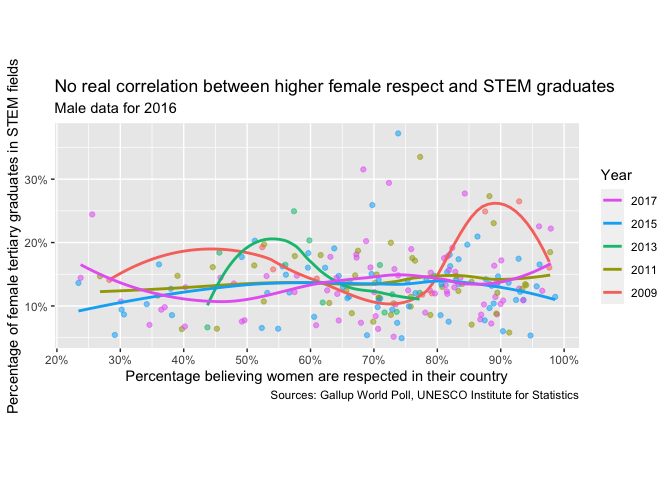 No real correlation between higher female respect and STEM graduates
Male data for 2016
Percentage of female tertiary graduates in STEM fields
30%
20%
10%
20% 30% 40% 50% 60% 70% 80% 90% 100%
Percentage believing women are respected in their country
Sources: Gallup World Poll, UNESCO Institute for Statistics
Year
2017
2015
2013
2011
2009